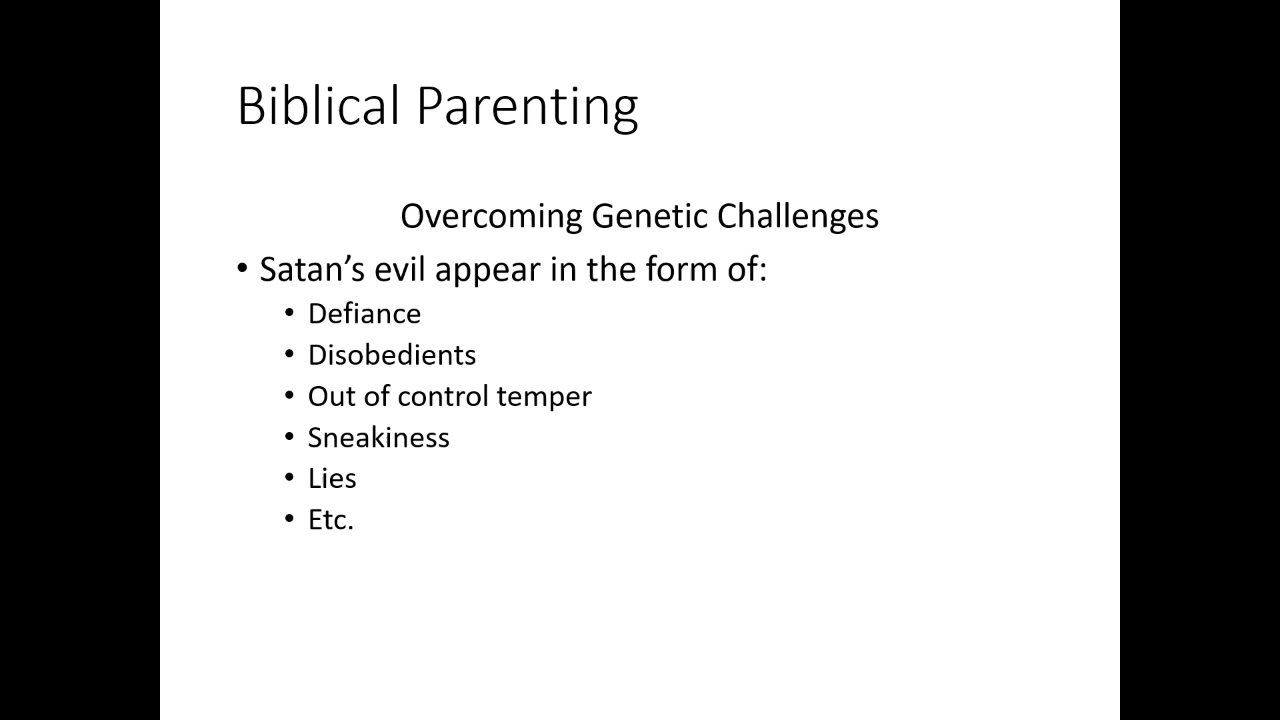 Biblical Parenting
Overcoming Genetic Challenges
• Satan’s evil appear in the form of:
• Defiance
• Disobedients
• Out of control temper
• Sneakiness
• Lies
• Etc.